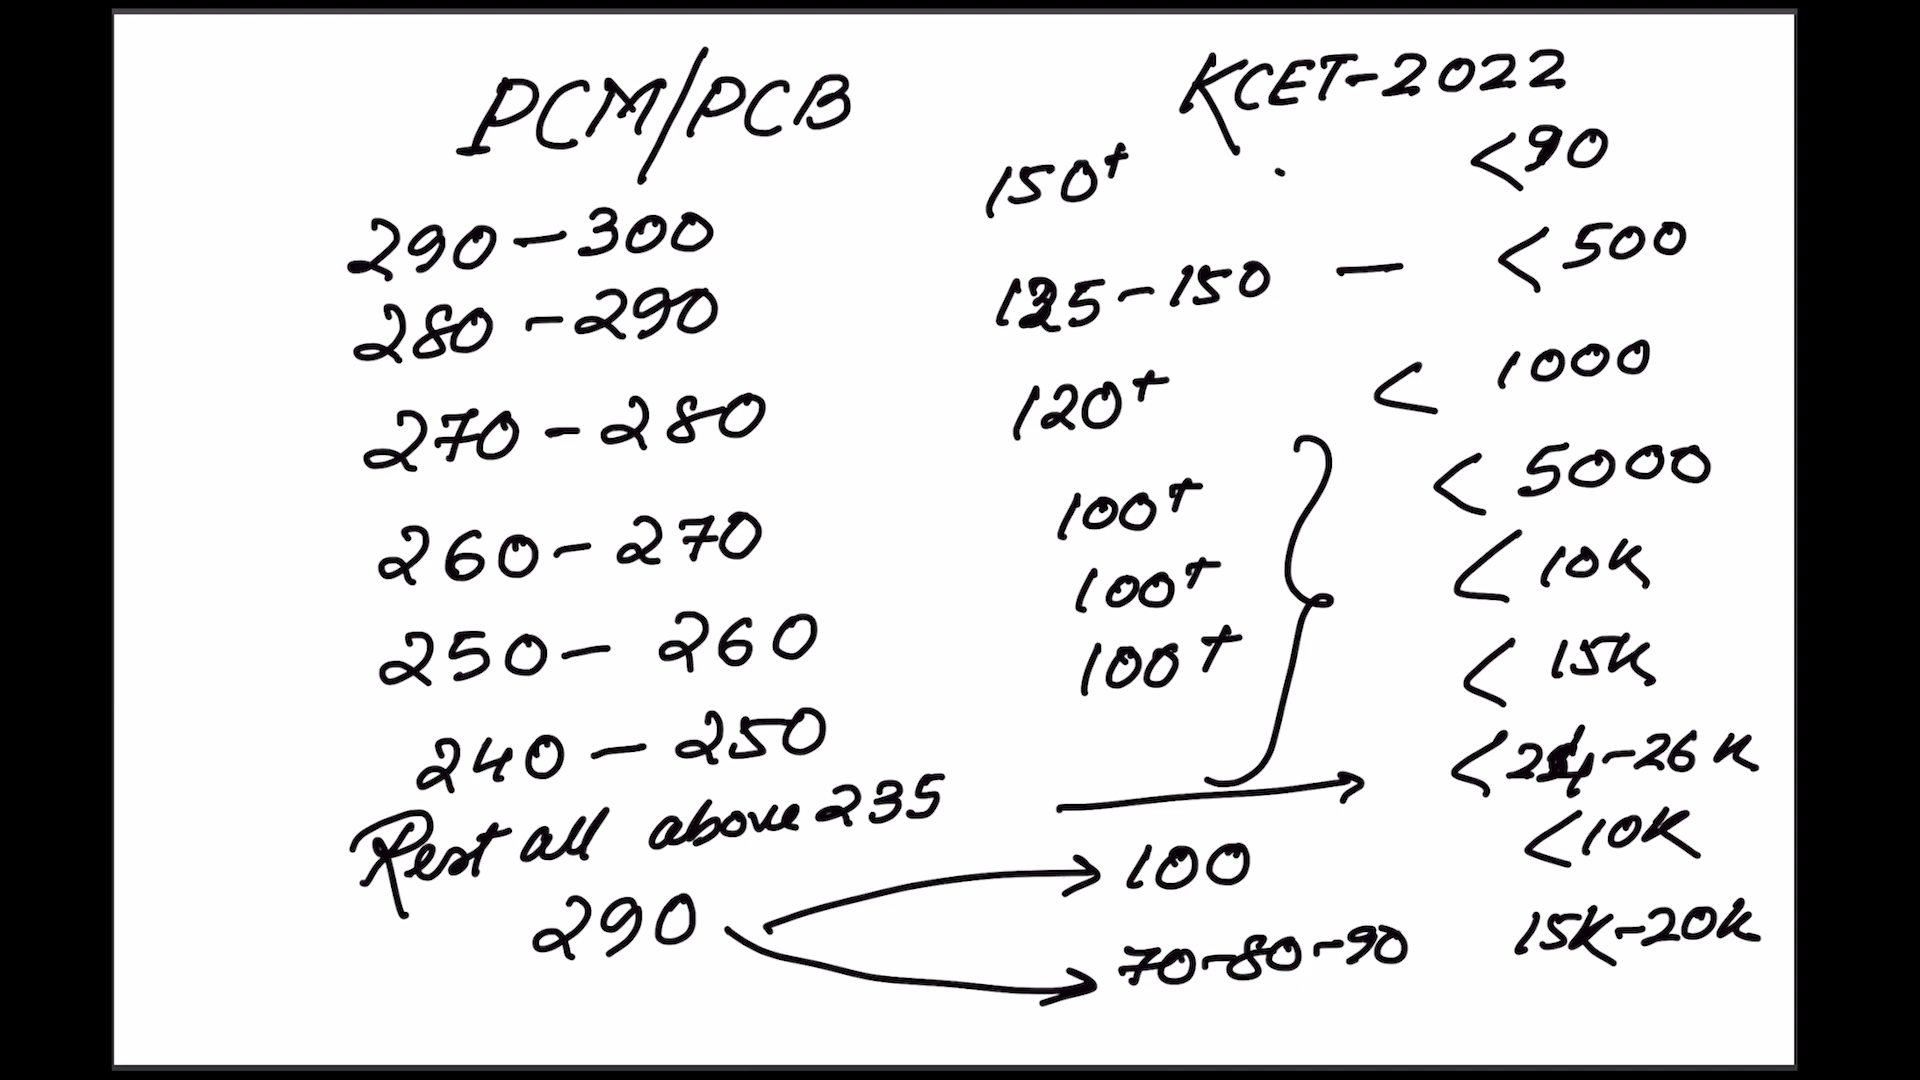 PCM/PCB KCET-2022
290-300 150+ <90
280-290 125-150 - <500
270-280 120+ < 1000
260-270 100+ < 5000
250-260 100+ < 10K
240-250 100+ < 15K
Rest all above 235 <24-26K
290 100 <10K
70-80-90 15K-20K